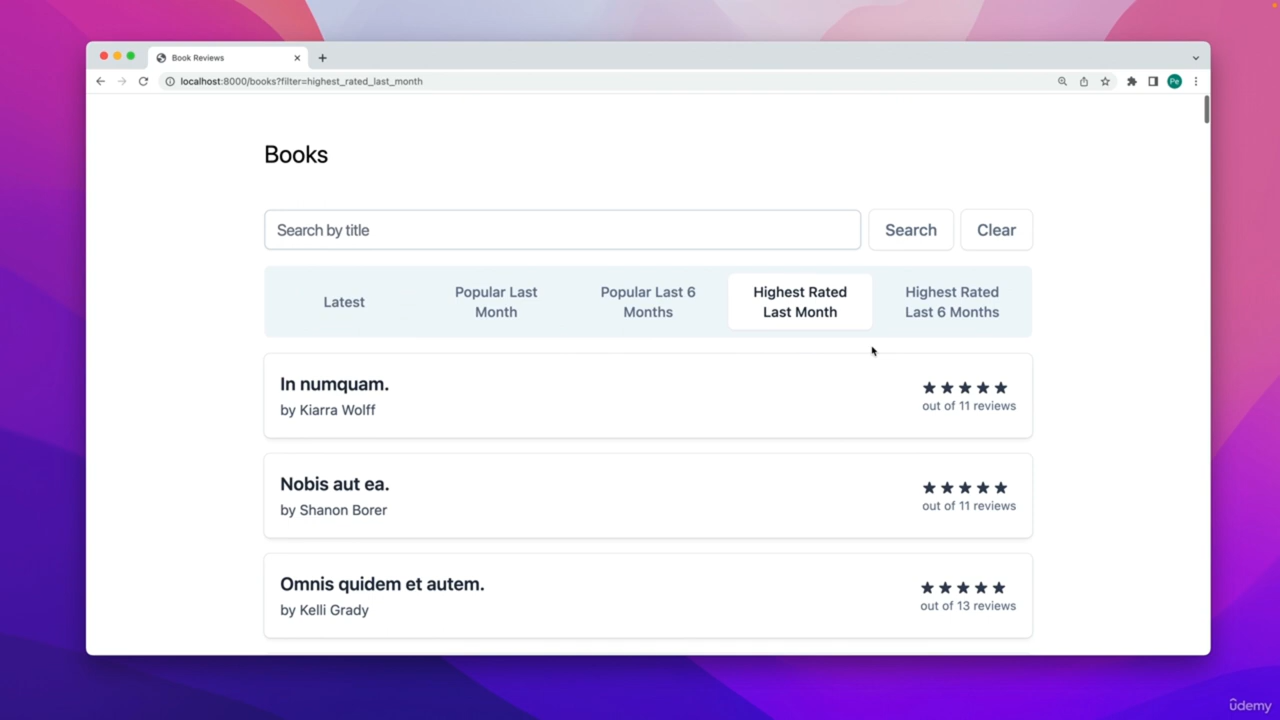 Book Reviews
localhost:8000/books?filter=highest_rated_last_month
Pe
Books
Search by title
Search
Clear
Latest
Popular Last
Month
Popular Last 6
Months
Highest Rated
Last Month
Highest Rated
Last 6 Months
In numquam.
by Kiarra Wolff
out of 11 reviews
Nobis aut ea.
by Shanon Borer
out of 11 reviews
Omnis quidem et autem.
by Kelli Grady
out of 13 reviews
ûdemy